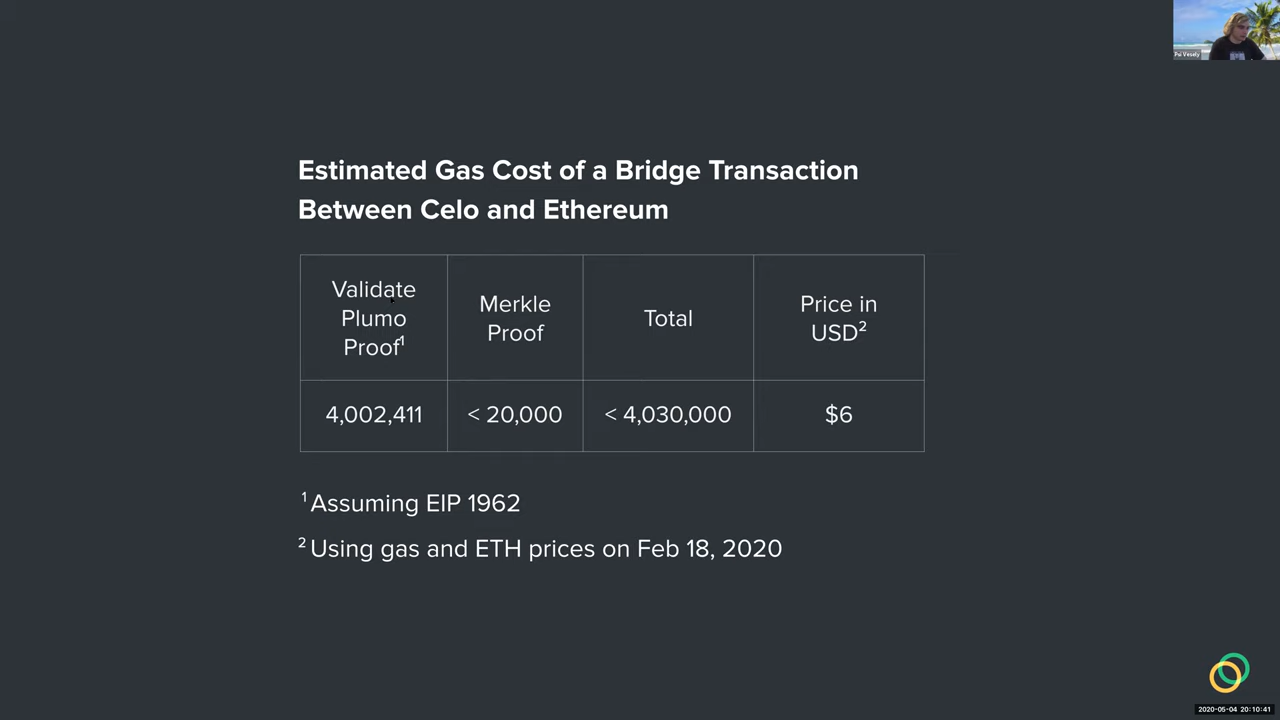 Psi Vesely
Estimated Gas Cost of a Bridge Transaction
Between Celo and Ethereum
Validate
Plumo
Proof¹
Merkle
Proof
Total
Price in
USD²
4,002,411
< 20,000
< 4,030,000
$6
¹ Assuming EIP 1962
² Using gas and ETH prices on Feb 18, 2020
2020-05-04 20:10:41